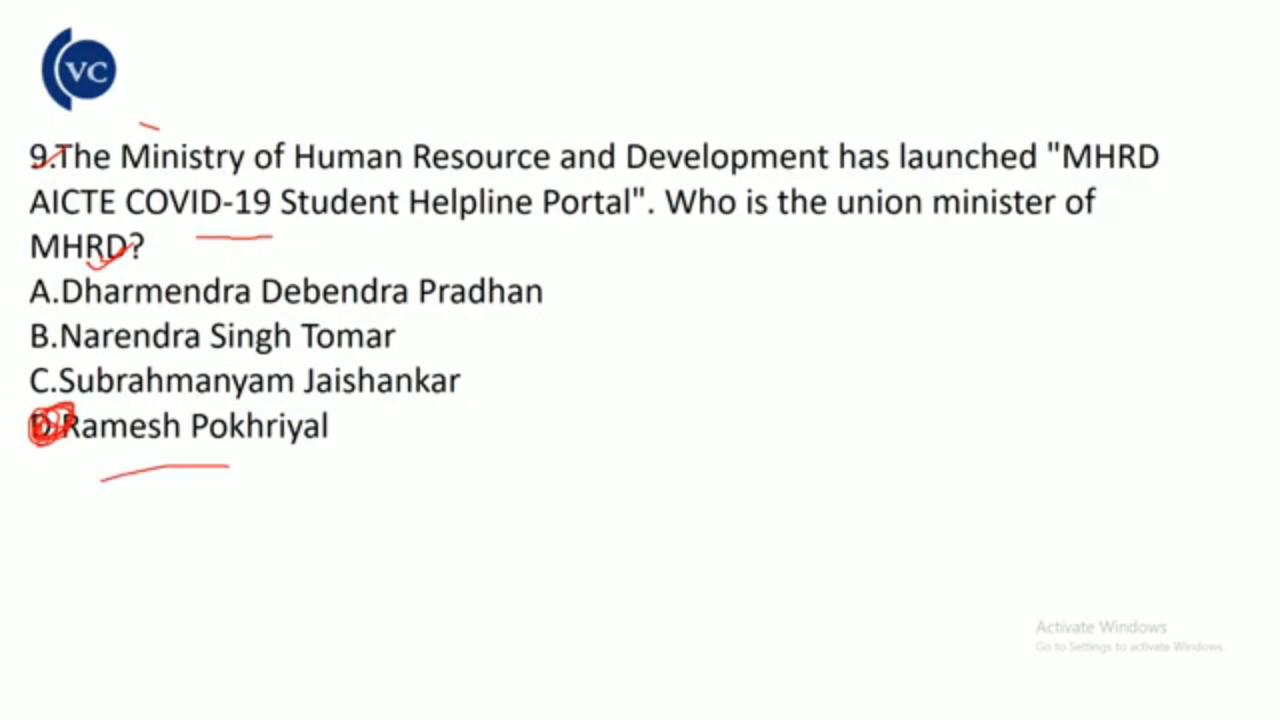 VC
9.The Ministry of Human Resource and Development has launched "MHRD
AICTE COVID-19 Student Helpline Portal". Who is the union minister of
MHRD?
A.Dharmendra Debendra Pradhan
B.Narendra Singh Tomar
C.Subrahmanyam Jaishankar
D.Ramesh Pokhriyal
Activate Windows
Go to Settings to activate Windows.